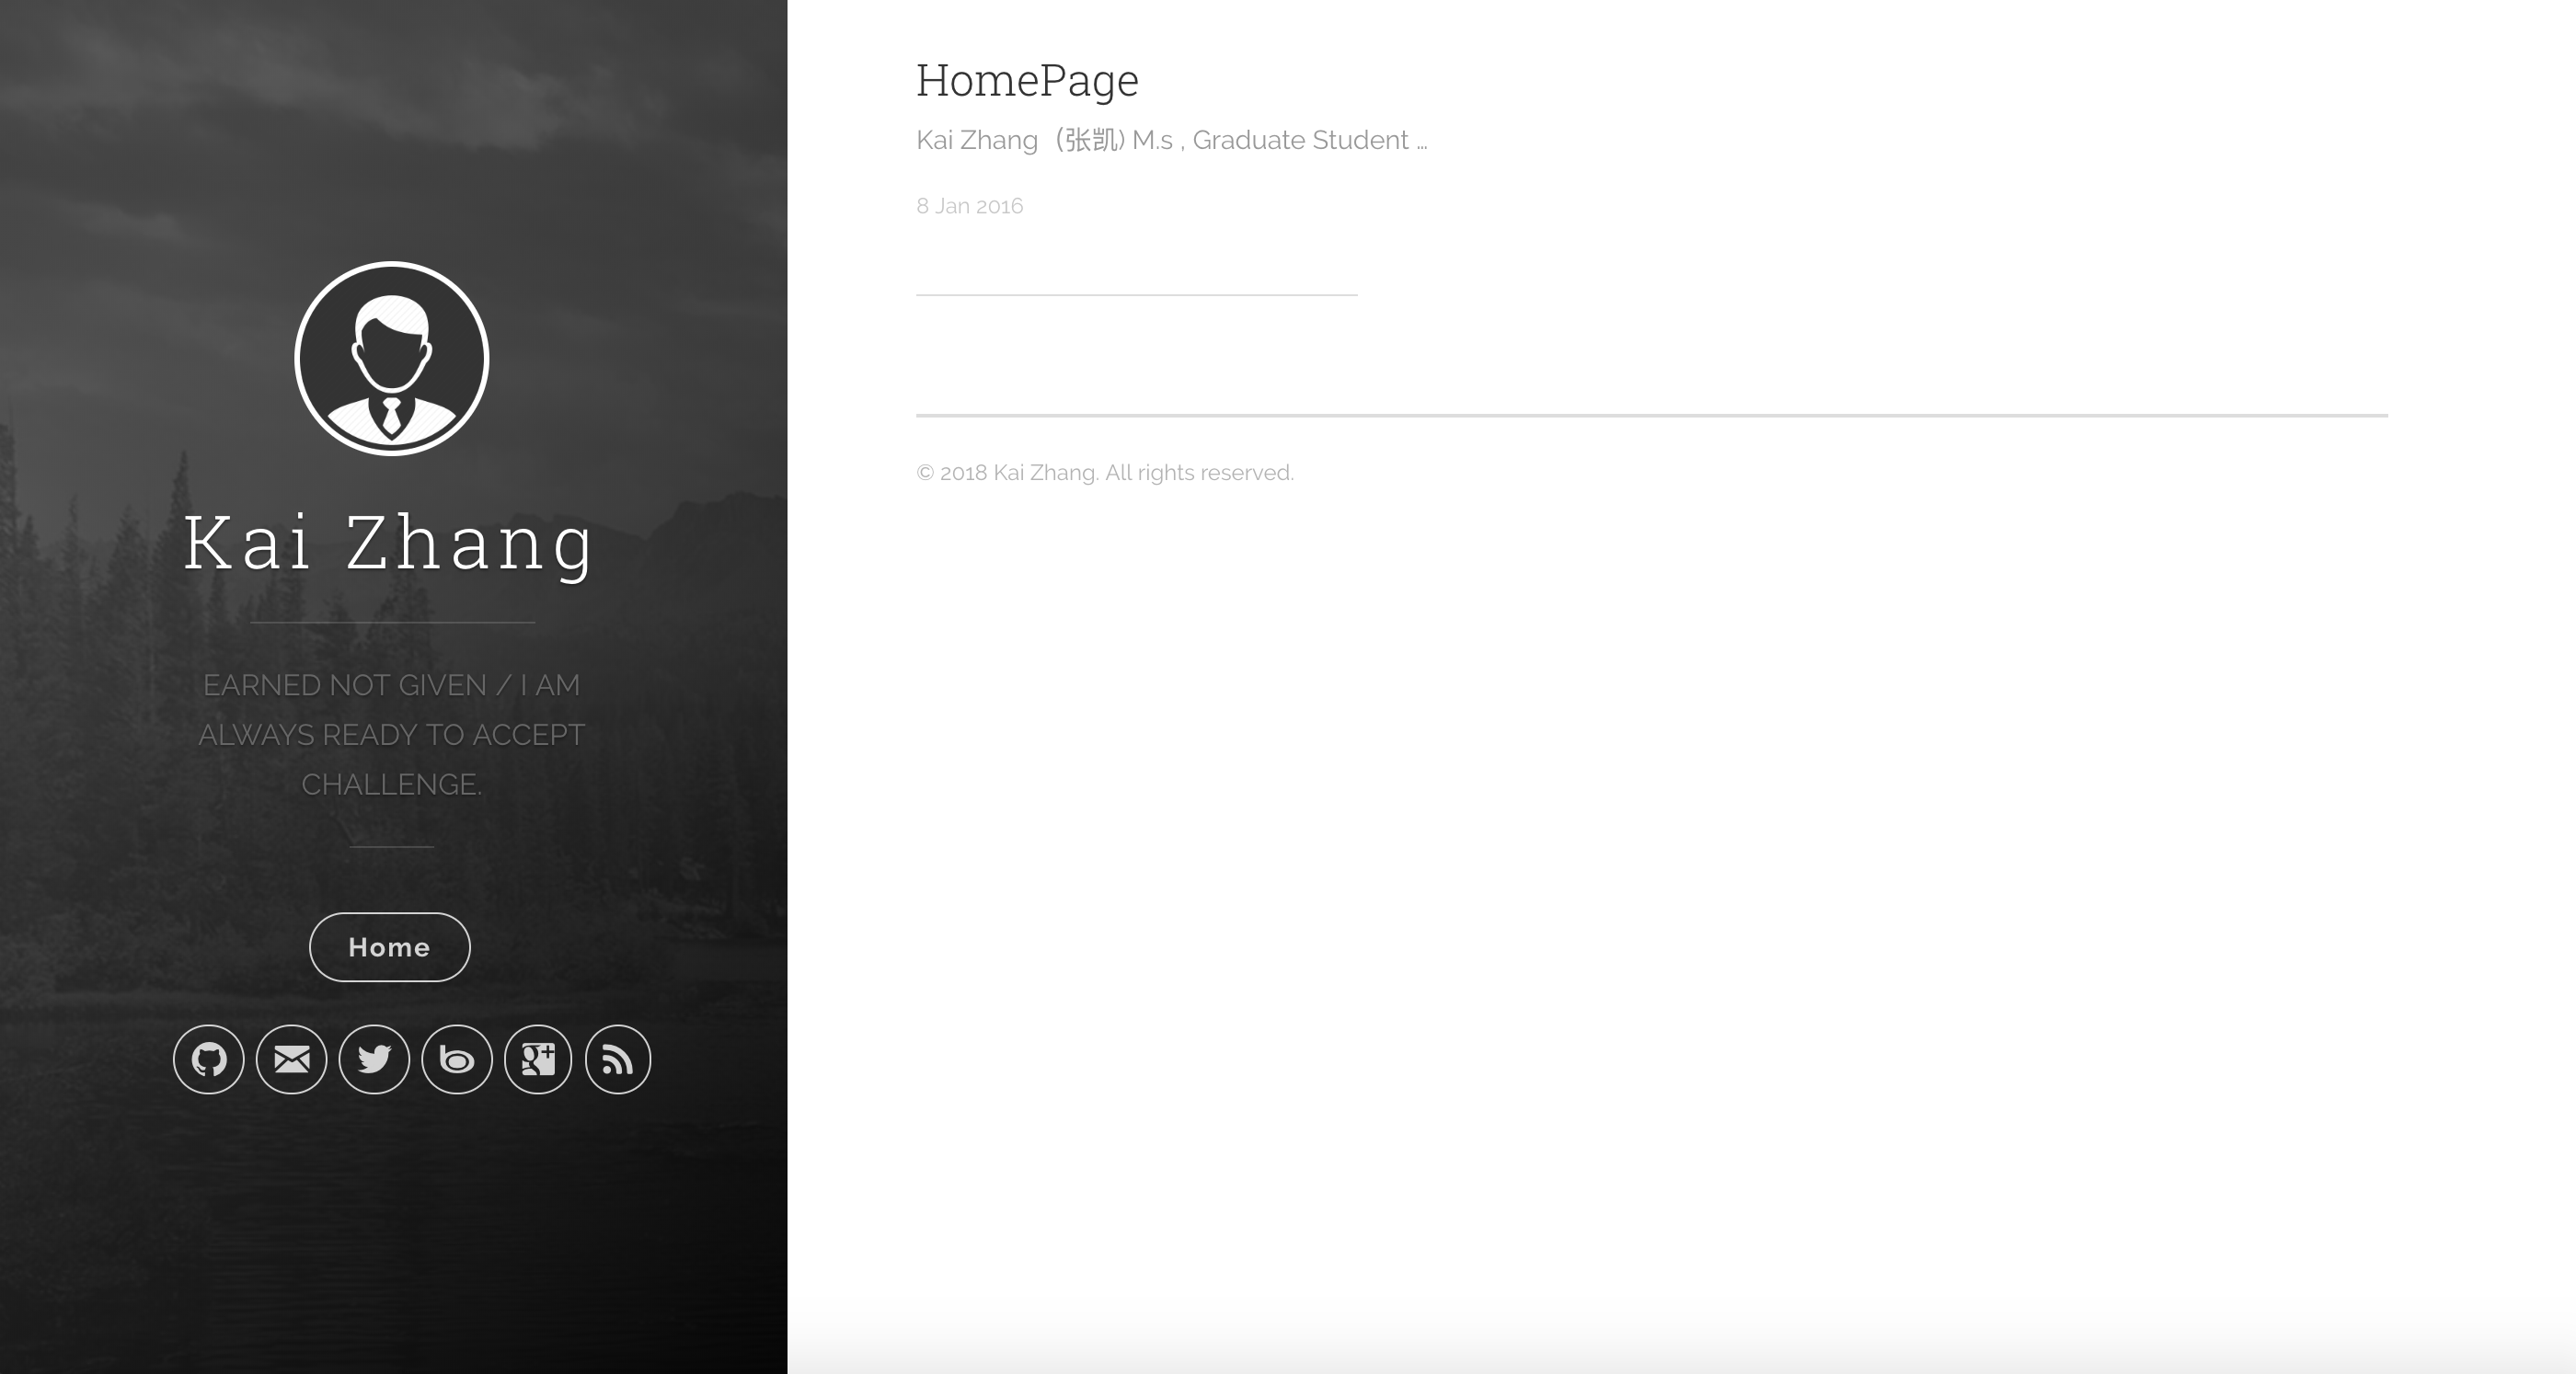 Kai Zhang
EARNED NOT GIVEN / I AM
ALWAYS READY TO ACCEPT
CHALLENGE.
Home
HomePage
Kai Zhang（张凯) M.s , Graduate Student ...
8 Jan 2016
© 2018 Kai Zhang. All rights reserved.